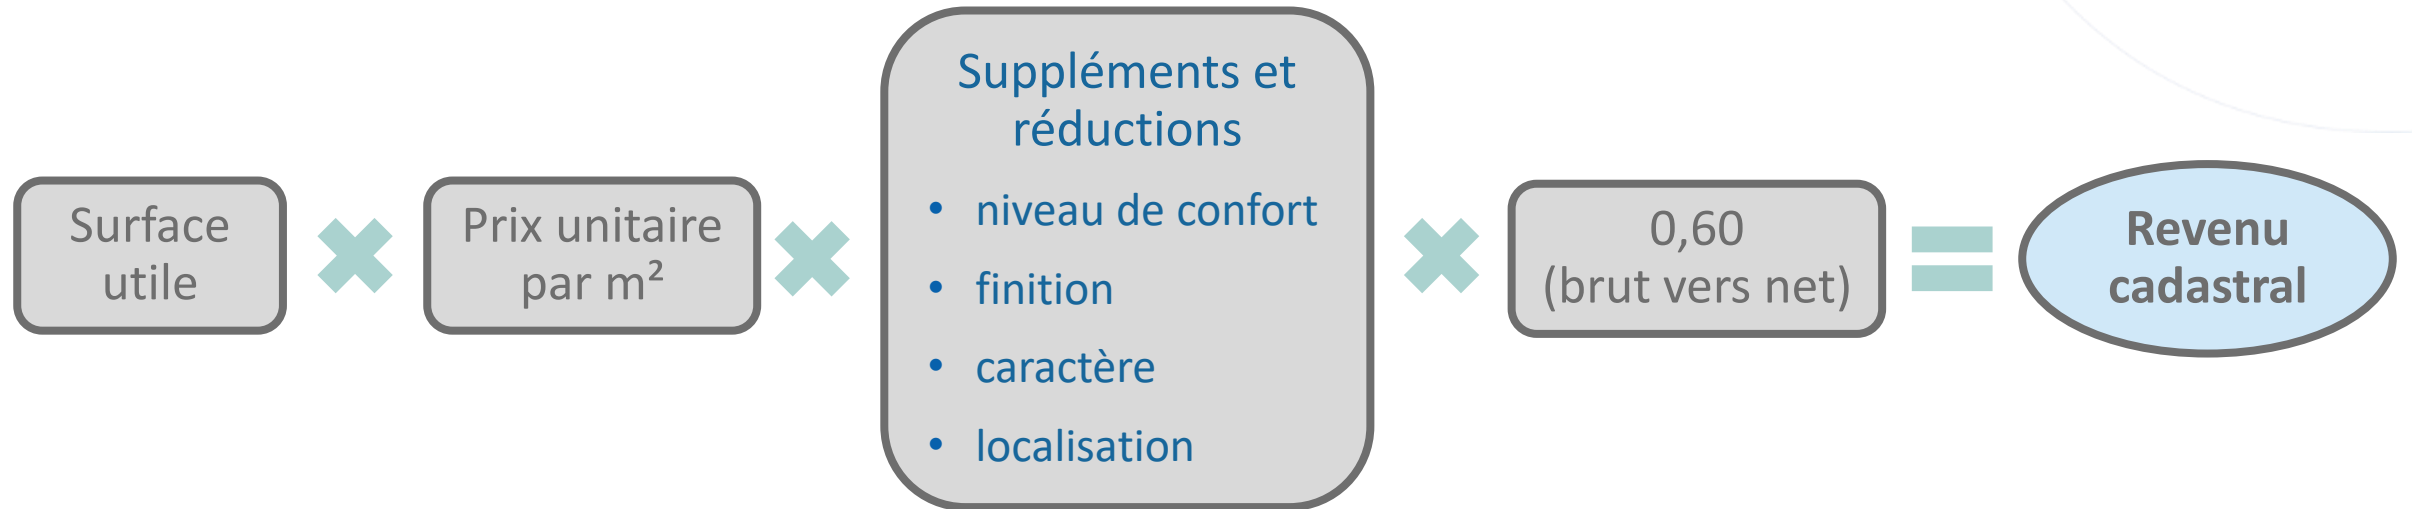 Surface
utile
Prix unitaire
par m²
Suppléments et
réductions
• niveau de confort
• finition
• caractère
• localisation
0,60
(brut vers net)
Revenu
cadastral